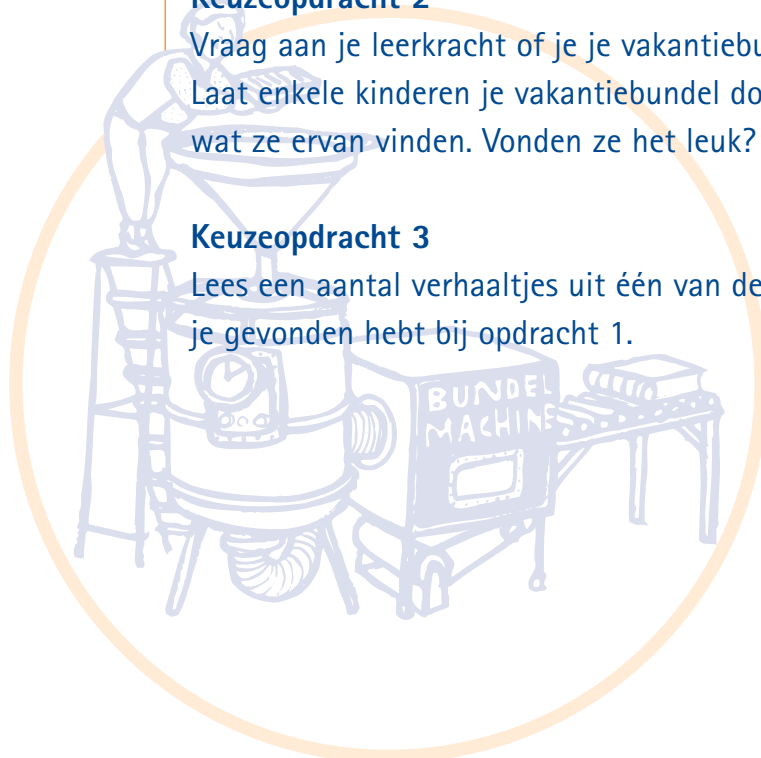 Keuzeopdracht 2
Vraag aan je leerkracht of je je
Laat enkele kinderen je vakantiebundel
wat ze ervan vinden. Vonden ze het leuk?
Keuzeopdracht 3
Lees een aantal verhaaltjes uit één van de
je gevonden hebt bij opdracht 1.
BUNDEL
MACHINE